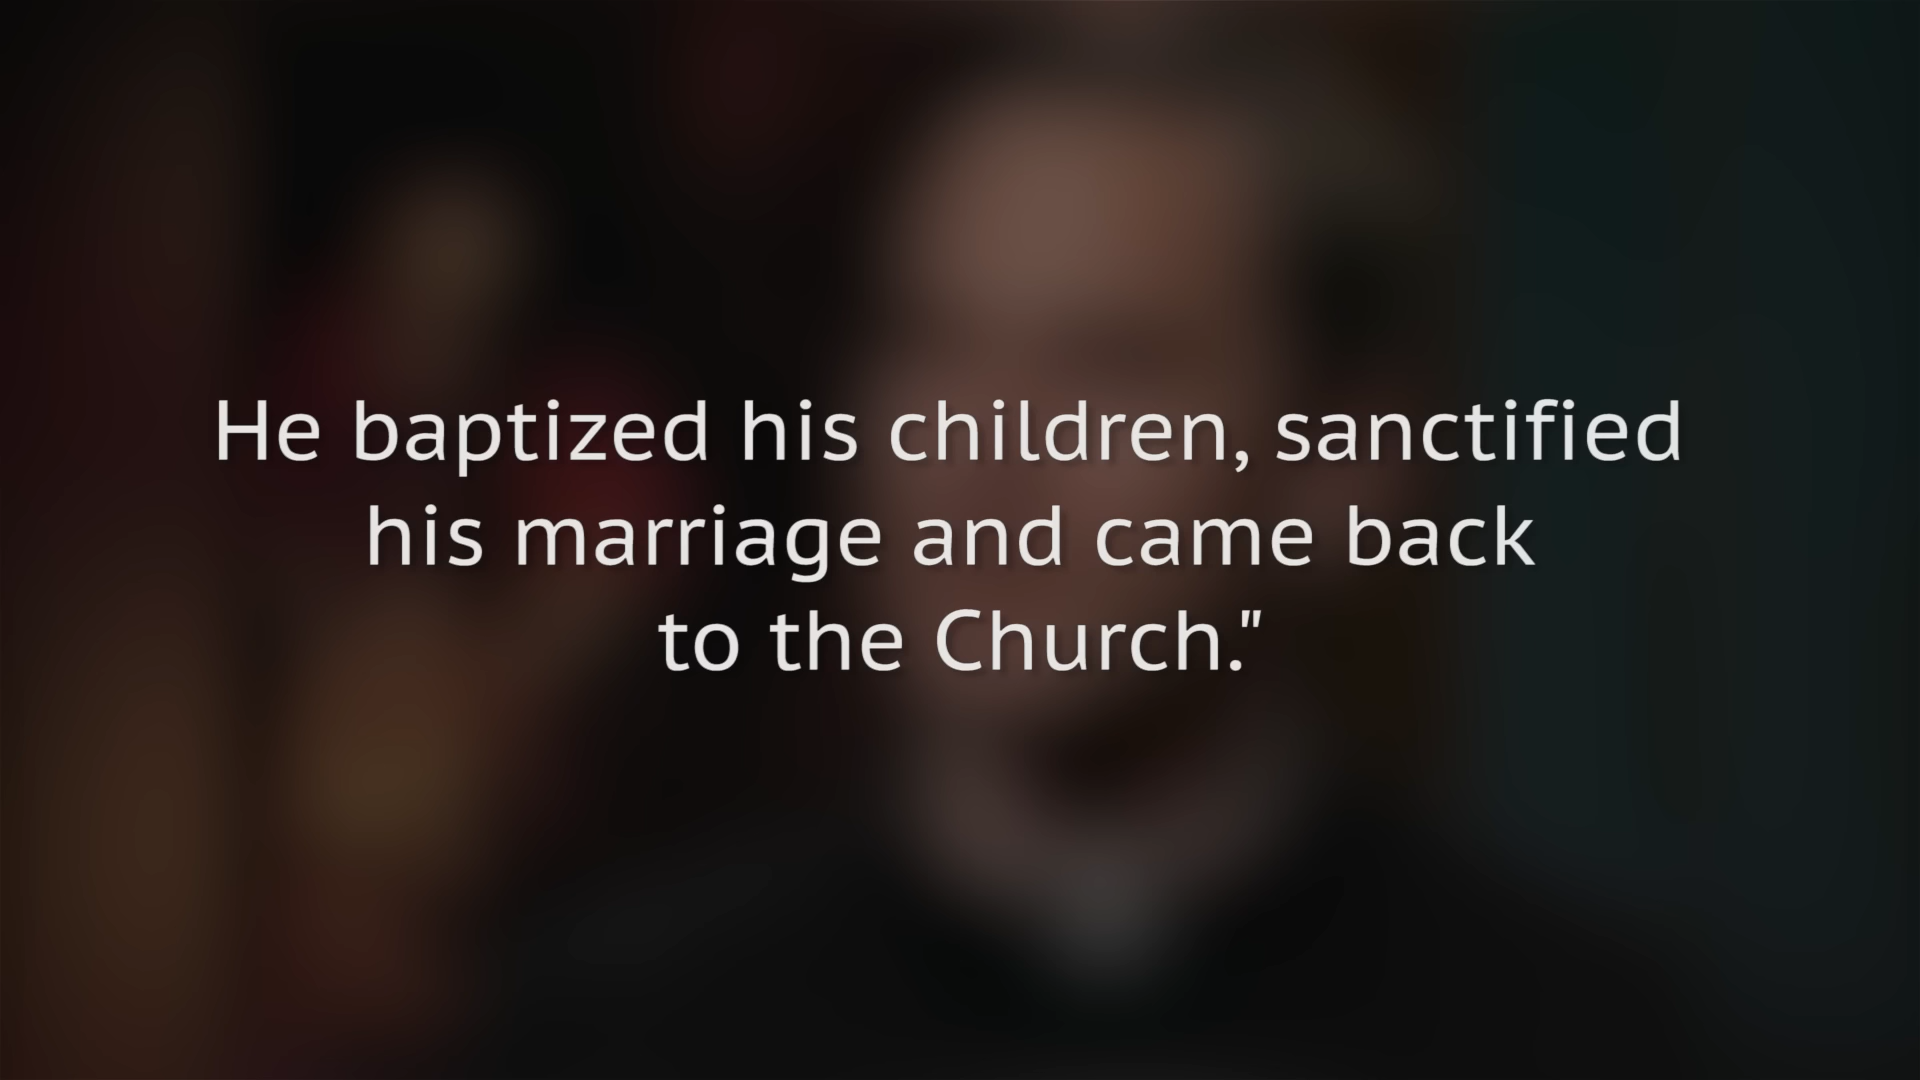 He baptized his children, sanctified
his marriage and came back
to the Church."